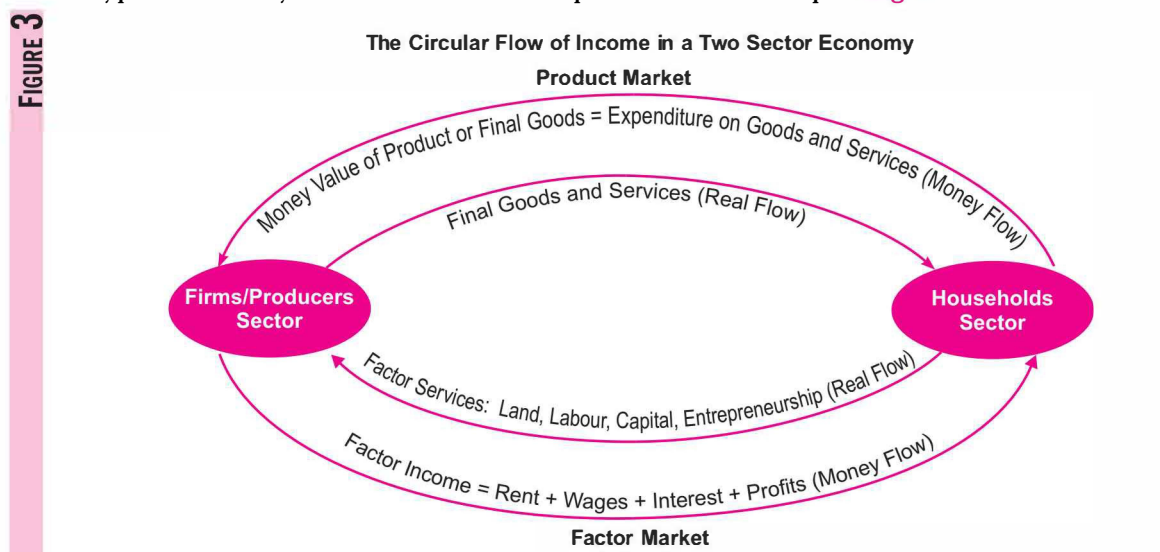 FIGURE 3
The Circular Flow of Income in a Two Sector Economy
Product Market
Money Value of Product or Final Goods = Expenditure on Goods and Services (Money Flow)
Final Goods and Services (Real Flow)
Firms/Producers
Sector
Households
Sector
Factor Services: Land, Labour, Capital, Entrepreneurship (Real Flow)
Factor Income = Rent + Wages + Interest + Profits (Money Flow)
Factor Market